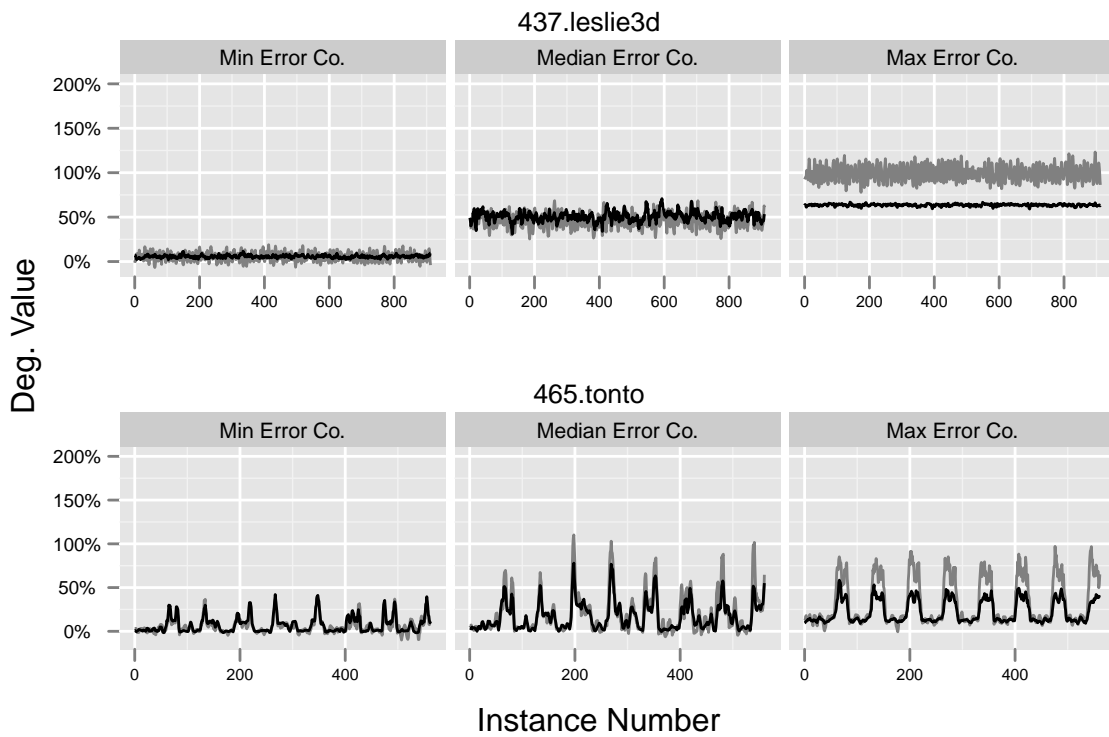 437.leslie3d
Min Error Co. Median Error Co. Max Error Co.
200%
150%
100%
50%
0%
0 200 400 600 800 0 200 400 600 800 0 200 400 600 800
Deg. Value
465.tonto
Min Error Co. Median Error Co. Max Error Co.
200%
150%
100%
50%
0%
0 200 400 0 200 400 0 200 400
Instance Number